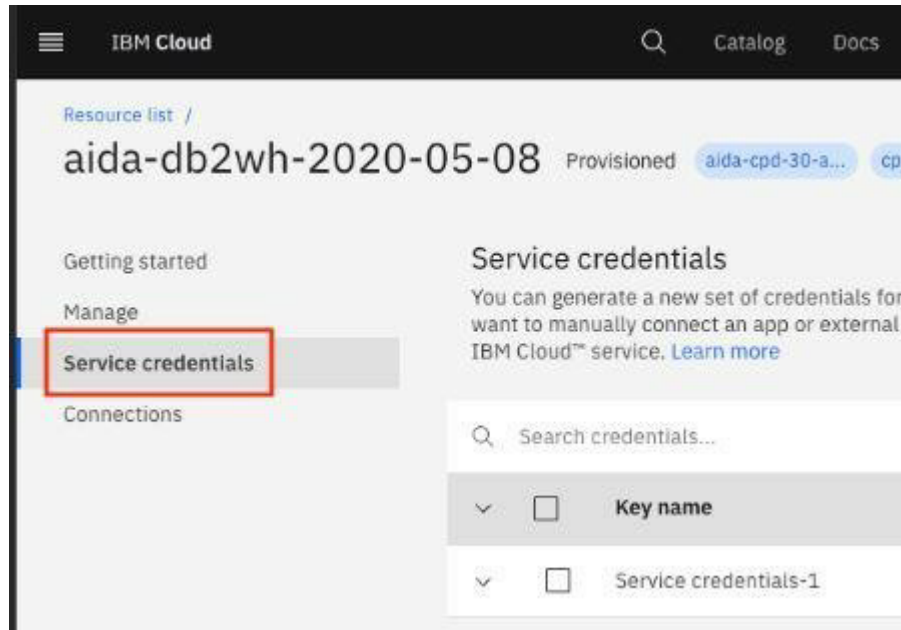 IBM Cloud
Catalog
Docs
Resource list /
aida-db2wh-2020-05-08
Provisioned
aida-cpd-30-a...
cp
Getting started
Manage
Service credentials
Connections
Service credentials
You can generate a new set of credentials for
want to manually connect an app or external
IBM Cloud™ service. Learn more
Search credentials...
Key name
Service credentials-1